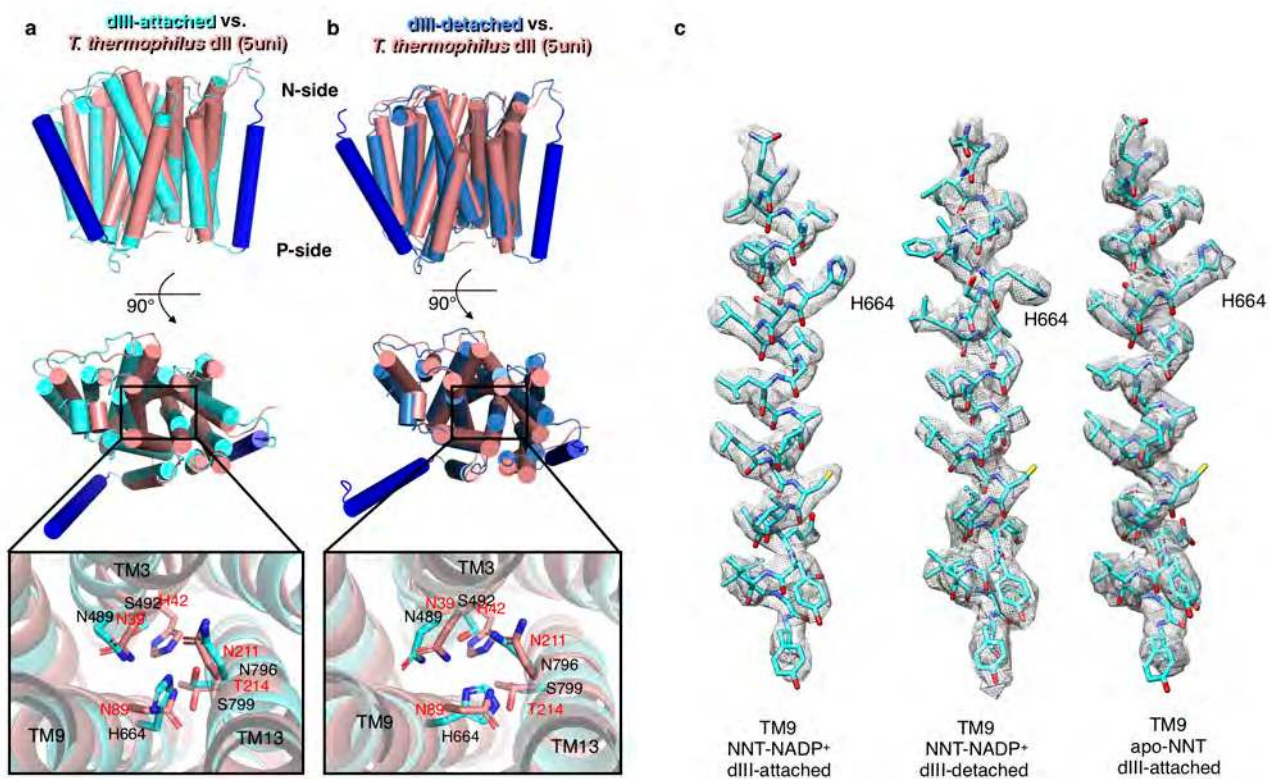 a
dIII-attached vs.
T. thermophilus dII (5uni)
b
dIII-detached vs.
T. thermophilus dII (5uni)
c
N-side
P-side
90°
90°
TM3
S492
H42
N489
N39
N211
N796
T214
S799
N89
H664
TM9
TM13
TM3
S492
N39
H42
N489
N211
N796
S799
N89
T214
TM9
H664
TM13
H664
H664
H664
TM9
NNT-NADP⁺
dIII-attached
TM9
NNT-NADP⁺
dIII-detached
TM9
apo-NNT
dIII-attached